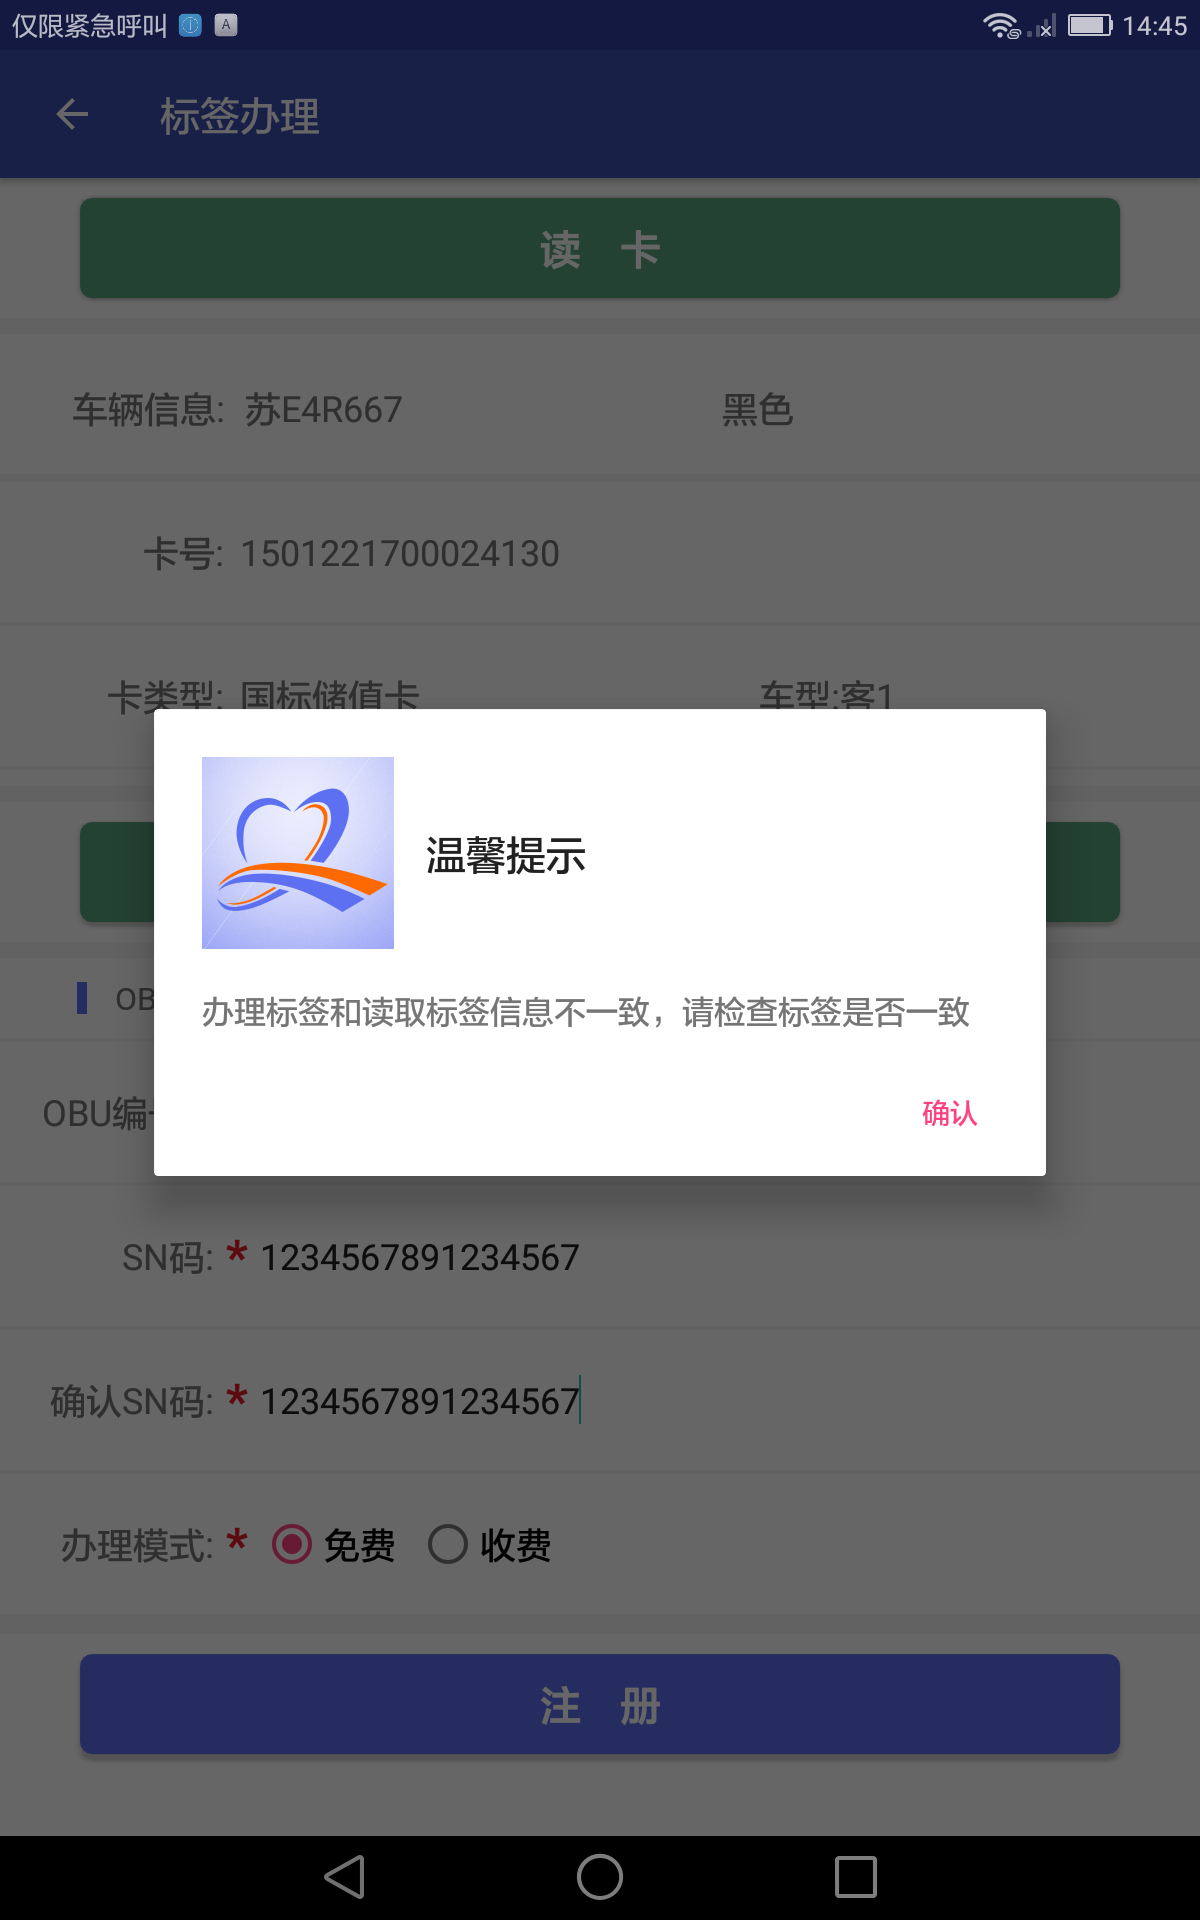 仅限紧急呼叫 A 14:45
标签办理
读 卡
车辆信息: 苏E4R667 黑色
卡号: 1501221700024130
卡类型: 国标储值卡 车型:客1
温馨提示
办理标签和读取标签信息不一致，请检查标签是否一致
确认
OB
OBU编
SN码: * 1234567891234567
确认SN码: * 1234567891234567
办理模式: * 免费 收费
注 册